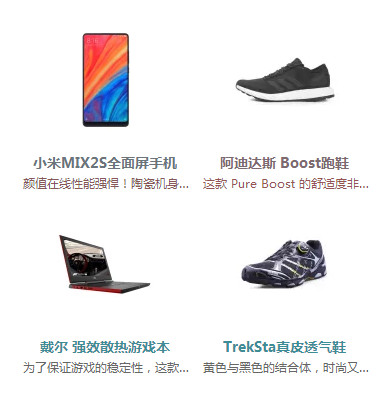 小米MIX2S全面屏手机
阿迪达斯 Boost跑鞋
颜值在线性能强悍！陶瓷机身...
这款 Pure Boost 的舒适度非...
戴尔 强效散热游戏本
TrekSta真皮透气鞋
为了保证游戏的稳定性，这款...
黄色与黑色的结合体，时尚又...